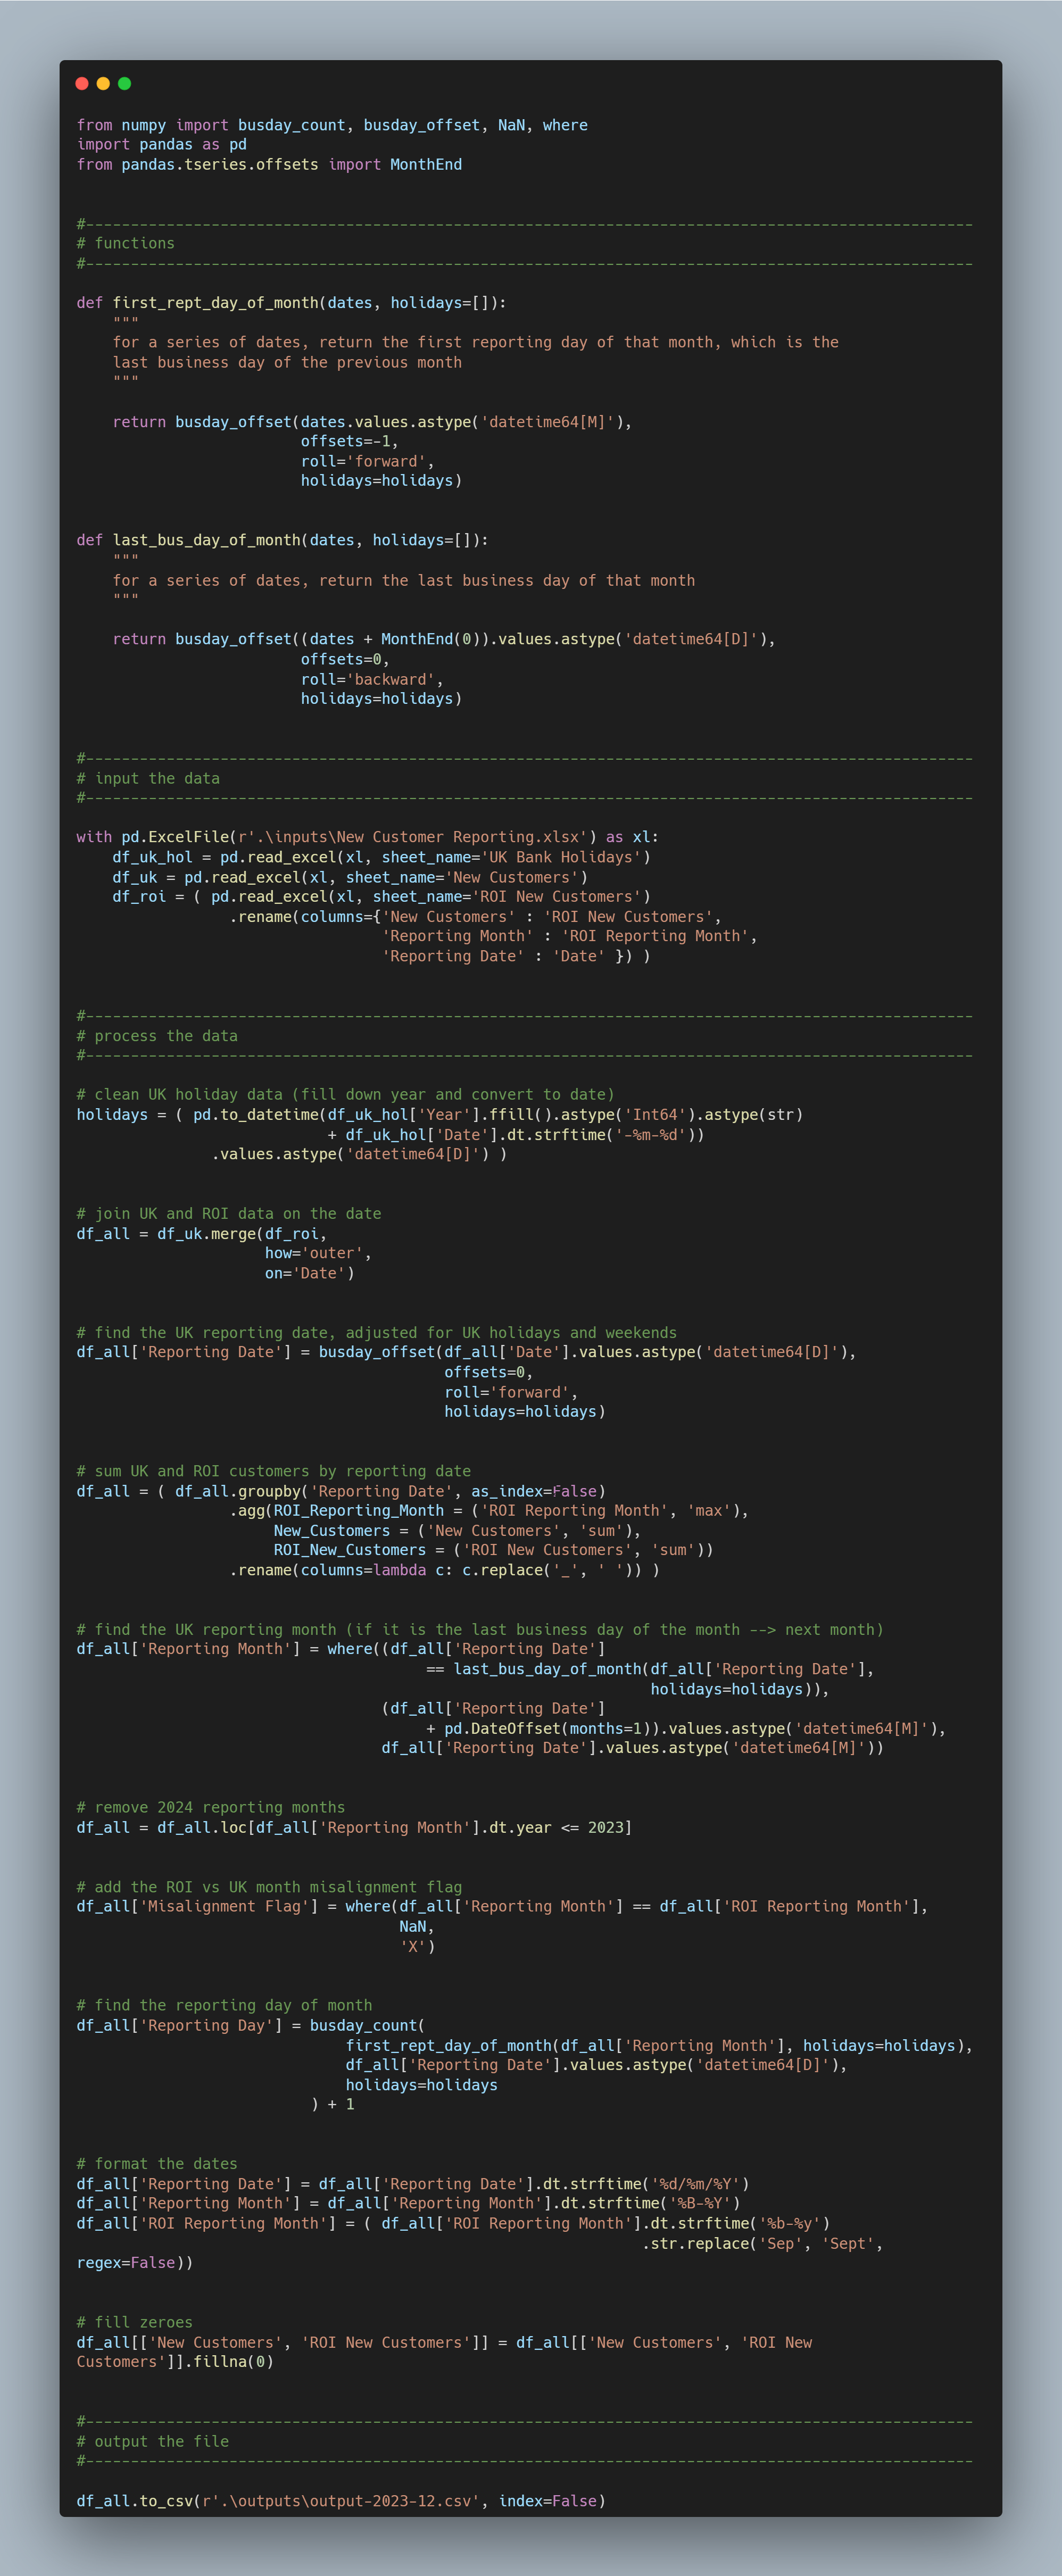 from numpy import busday_count, busday_offset, NaN, where
import pandas as pd
from pandas.tseries.offsets import MonthEnd
#---------------------------------------------------------------------------------------------------
# functions
#---------------------------------------------------------------------------------------------------
def first_rept_day_of_month(dates, holidays=[]):
    """
    for a series of dates, return the first reporting day of that month, which is the
    last business day of the previous month
    """
    return busday_offset(dates.values.astype('datetime64[M]'),
                         offsets=-1,
                         roll='forward',
                         holidays=holidays)
def last_bus_day_of_month(dates, holidays=[]):
    """
    for a series of dates, return the last business day of that month
    """
    return busday_offset((dates + MonthEnd(0)).values.astype('datetime64[D]'),
                         offsets=0,
                         roll='backward',
                         holidays=holidays)
#---------------------------------------------------------------------------------------------------
# input the data
#---------------------------------------------------------------------------------------------------
with pd.ExcelFile(r'.\inputs\New Customer Reporting.xlsx') as xl:
    df_uk_hol = pd.read_excel(xl, sheet_name='UK Bank Holidays')
    df_uk = pd.read_excel(xl, sheet_name='New Customers')
    df_roi = ( pd.read_excel(xl, sheet_name='ROI New Customers')
                 .rename(columns={'New Customers' : 'ROI New Customers',
                                  'Reporting Month' : 'ROI Reporting Month',
                                  'Reporting Date' : 'Date' }) )
#---------------------------------------------------------------------------------------------------
# process the data
#---------------------------------------------------------------------------------------------------
# clean UK holiday data (fill down year and convert to date)
holidays = ( pd.to_datetime(df_uk_hol['Year'].ffill().astype('Int64').astype(str)
                            + df_uk_hol['Date'].dt.strftime('-%m-%d'))
               .values.astype('datetime64[D]') )
# join UK and ROI data on the date
df_all = df_uk.merge(df_roi,
                     how='outer',
                     on='Date')
# find the UK reporting date, adjusted for UK holidays and weekends
df_all['Reporting Date'] = busday_offset(df_all['Date'].values.astype('datetime64[D]'),
                                         offsets=0,
                                         roll='forward',
                                         holidays=holidays)
# sum UK and ROI customers by reporting date
df_all = ( df_all.groupby('Reporting Date', as_index=False)
                 .agg(ROI_Reporting_Month = ('ROI Reporting Month', 'max'),
                      New_Customers = ('New Customers', 'sum'),
                      ROI_New_Customers = ('ROI New Customers', 'sum'))
                 .rename(columns=lambda c: c.replace('_', ' ')) )
# find the UK reporting month (if it is the last business day of the month --> next month)
df_all['Reporting Month'] = where((df_all['Reporting Date']
                                       == last_bus_day_of_month(df_all['Reporting Date'],
                                                                holidays=holidays)),
                                  (df_all['Reporting Date']
                                       + pd.DateOffset(months=1)).values.astype('datetime64[M]'),
                                  df_all['Reporting Date'].values.astype('datetime64[M]'))
# remove 2024 reporting months
df_all = df_all.loc[df_all['Reporting Month'].dt.year <= 2023]
# add the ROI vs UK month misalignment flag
df_all['Misalignment Flag'] = where(df_all['Reporting Month'] == df_all['ROI Reporting Month'],
                                    NaN,
                                    'X')
# find the reporting day of month
df_all['Reporting Day'] = busday_count(
                              first_rept_day_of_month(df_all['Reporting Month'], holidays=holidays),
                              df_all['Reporting Date'].values.astype('datetime64[D]'),
                              holidays=holidays
                          ) + 1
# format the dates
df_all['Reporting Date'] = df_all['Reporting Date'].dt.strftime('%d/%m/%Y')
df_all['Reporting Month'] = df_all['Reporting Month'].dt.strftime('%B-%Y')
df_all['ROI Reporting Month'] = ( df_all['ROI Reporting Month'].dt.strftime('%b-%y')
                                                               .str.replace('Sep', 'Sept',
regex=False))
# fill zeroes
df_all[['New Customers', 'ROI New Customers']] = df_all[['New Customers', 'ROI New
Customers']].fillna(0)
#---------------------------------------------------------------------------------------------------
# output the file
#---------------------------------------------------------------------------------------------------
df_all.to_csv(r'.\outputs\output-2023-12.csv', index=False)